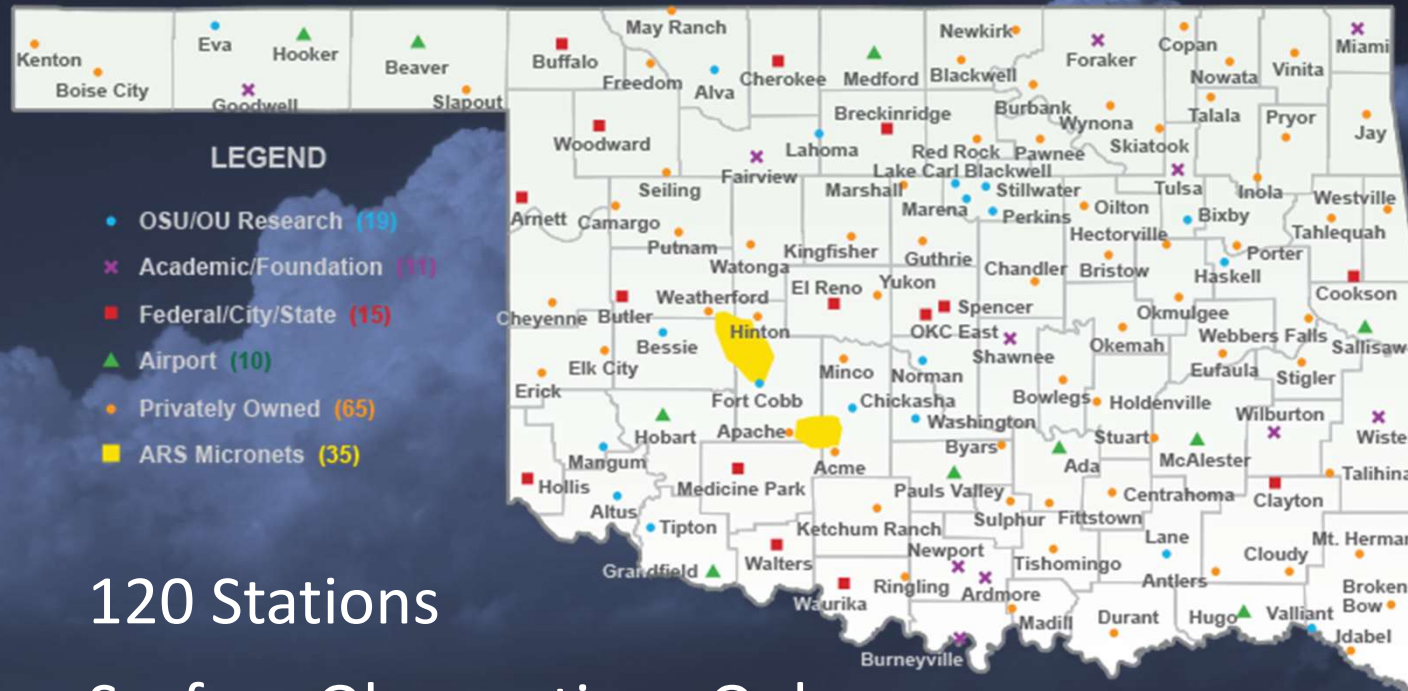 May Ranch
Newkirk
Kenton
Eva
Hooker
Beaver
Buffalo
Copan
Miami
Foraker
Boise City
Goodwell
Slapout
Freedom
Alva
Cherokee
Medford
Blackwell
Nowata
Vinita
Woodward
Breckinridge
Burbank
Wynona
Talala
Pryor
Jay
LEGEND
Fairview
Lahoma
Red Rock
Pawnee
Skiatook
Seiling
Marshall
Lake Carl Blackwell
Stillwater
Tulsa
Inola
Westville
Arnett
Camargo
Marena
Perkins
Oilton
Bixby
Tahlequah
OSU/OU Research (19)
Putnam
Watonga
Kingfisher
Guthrie
Hectorville
Porter
Academic/Foundation (11)
Chandler
Bristow
Haskell
Cookson
Federal/City/State (15)
Cheyenne
Butler
Weatherford
El Reno
Yukon
Spencer
Okmulgee
Hinton
OKC East
Okemah
Webbers Falls
Airport (10)
Bessie
Shawnee
Erick
Elk City
Minco
Norman
Eufaula
Stigler
Privately Owned (65)
Fort Cobb
Chickasha
Bowlegs
Holdenville
Wilburton
ARS Micronets (35)
Hobart
Apache
Washington
Stuart
Mangum
Acme
Byars
Ada
McAlester
Talihina
Hollis
Medicine Park
Pauls Valley
Centrahoma
Clayton
Altus
Tipton
Ketchum Ranch
Sulphur
Fittstown
Lane
Grandfield
Walters
Newport
Tishomingo
Antlers
Cloudy
Waurika
Ringling
Ardmore
Broken
Bow
Madill
Durant
Hugo
Valliant
Idabel
Burneyville
120 Stations